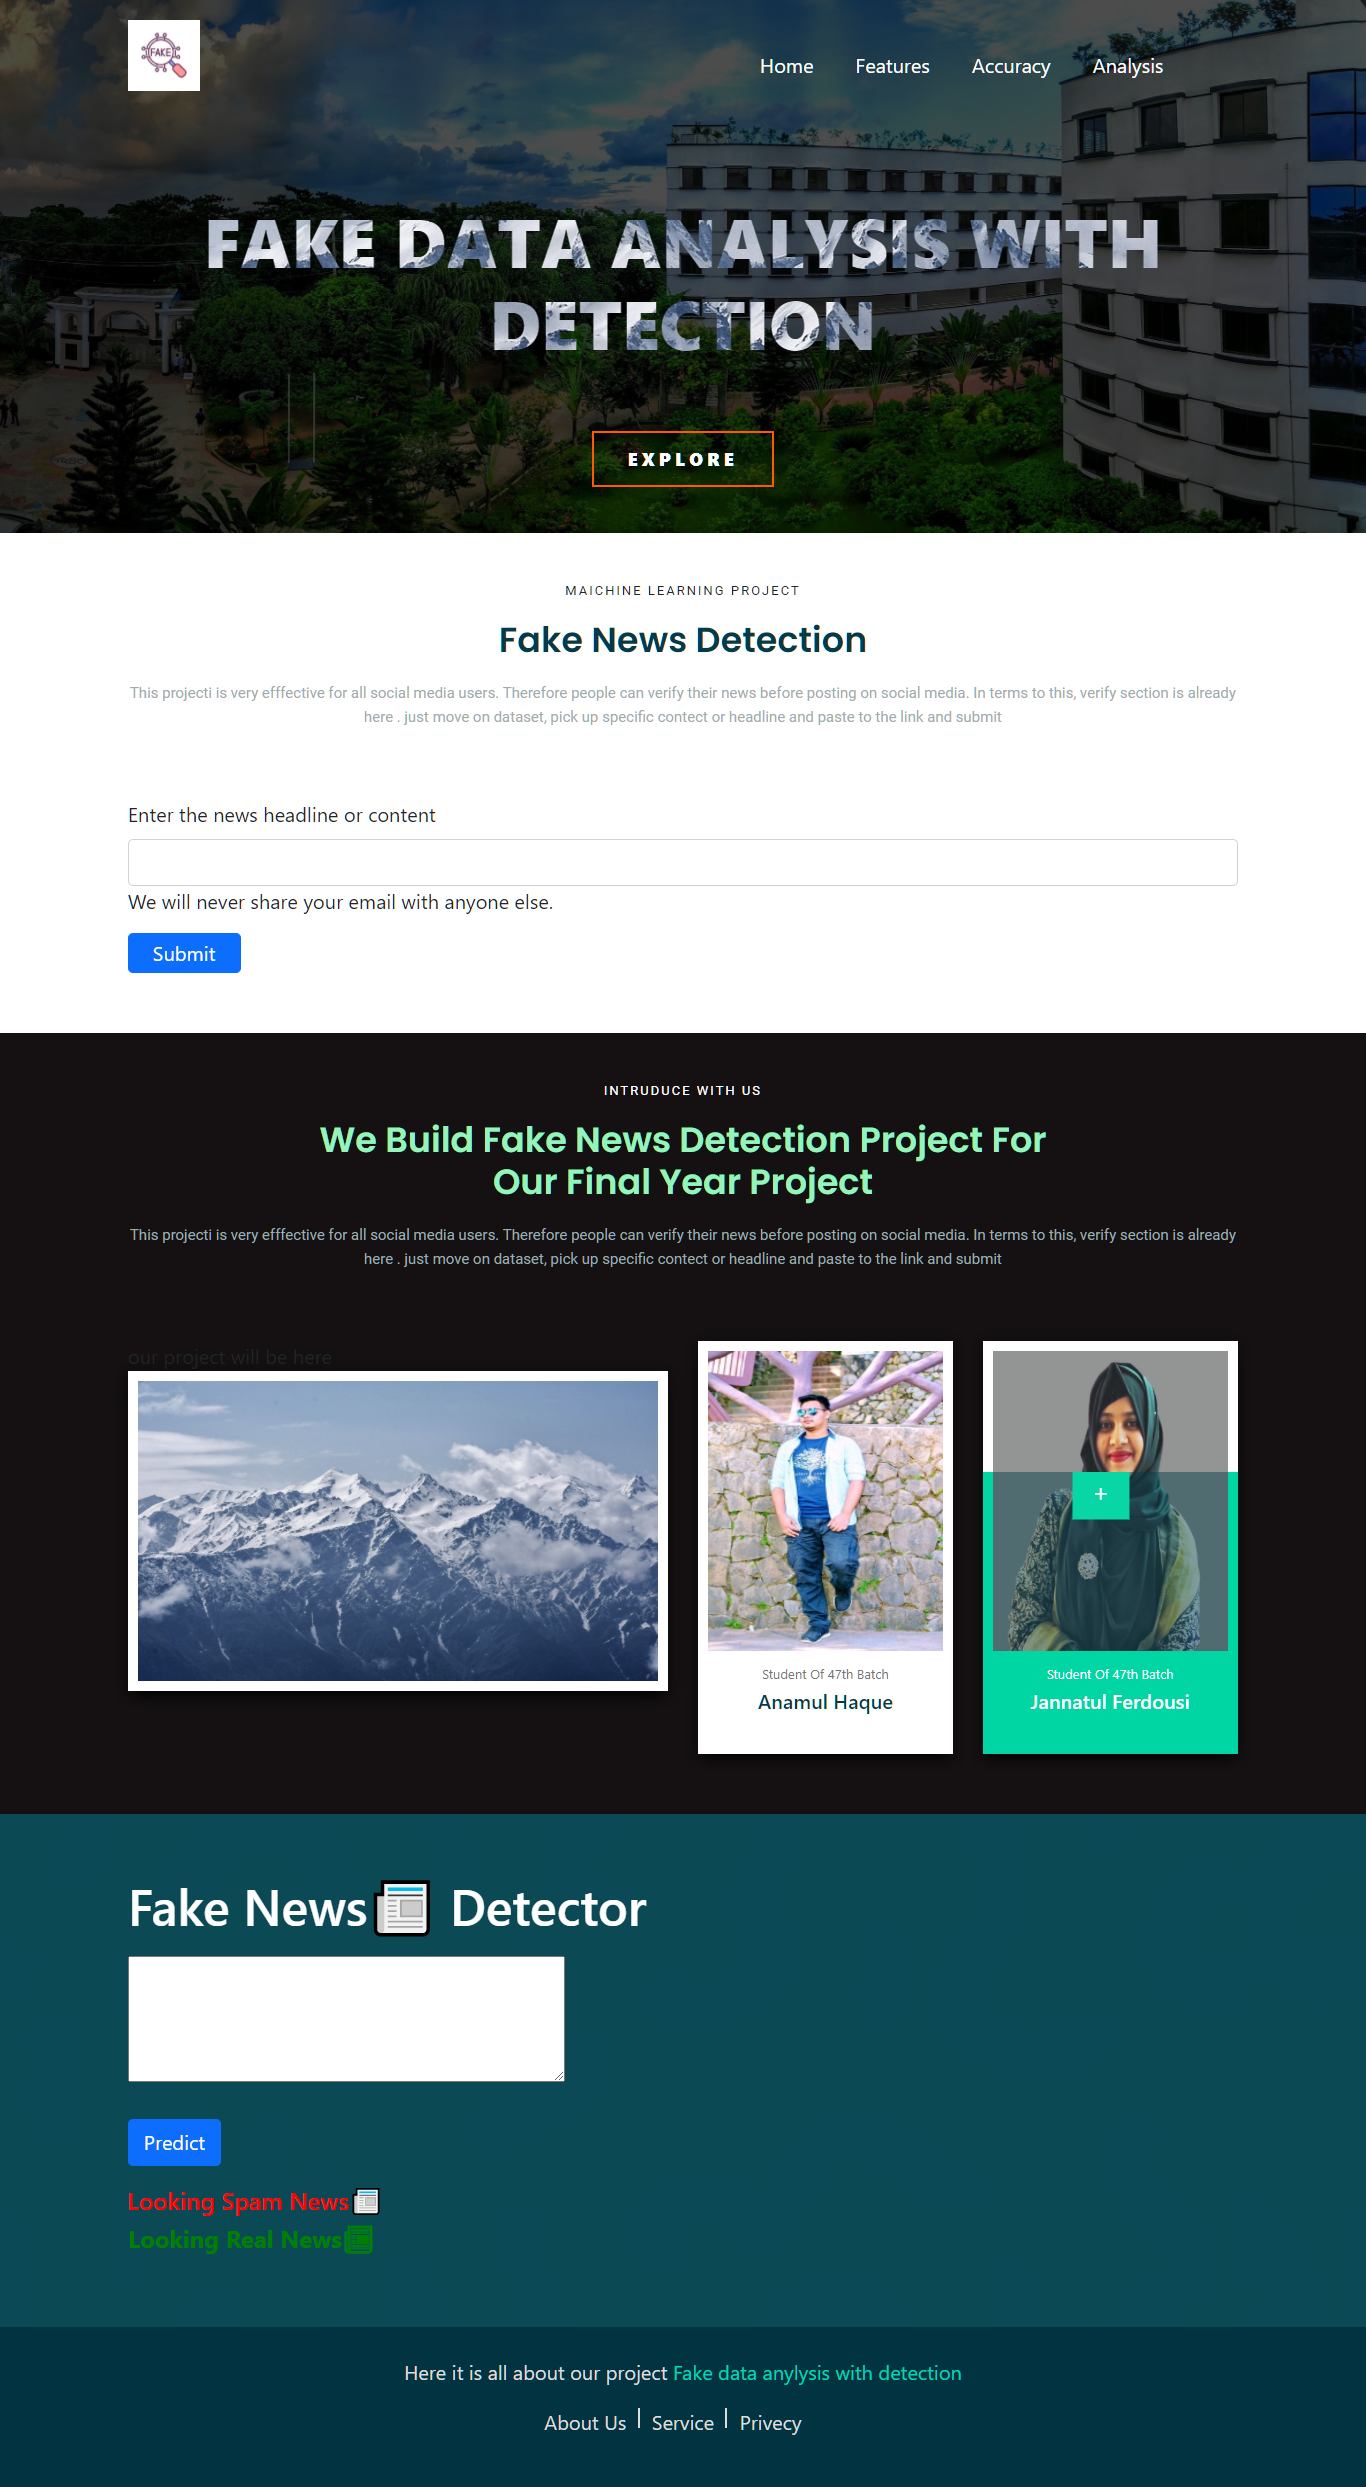 FAKE
Home Features Accuracy Analysis
FAKE DATA ANALYSIS WITH
DETECTION
EXPLORE
MAICHINE LEARNING PROJECT
Fake News Detection
This projecti is very efffective for all social media users. Therefore people can verify their news before posting on social media. In terms to this, verify section is already
here . just move on dataset, pick up specific contect or headline and paste to the link and submit
Enter the news headline or content
We will never share your email with anyone else.
Submit
INTRUDUCE WITH US
We Build Fake News Detection Project For
Our Final Year Project
This projecti is very efffective for all social media users. Therefore people can verify their news before posting on social media. In terms to this, verify section is already
here . just move on dataset, pick up specific contect or headline and paste to the link and submit
our project will be here
+
Student Of 47th Batch
Anamul Haque
Student Of 47th Batch
Jannatul Ferdousi
Fake News Detector
Predict
Looking Spam News
Looking Real News
Here it is all about our project Fake data anylysis with detection
About Us | Service | Privecy